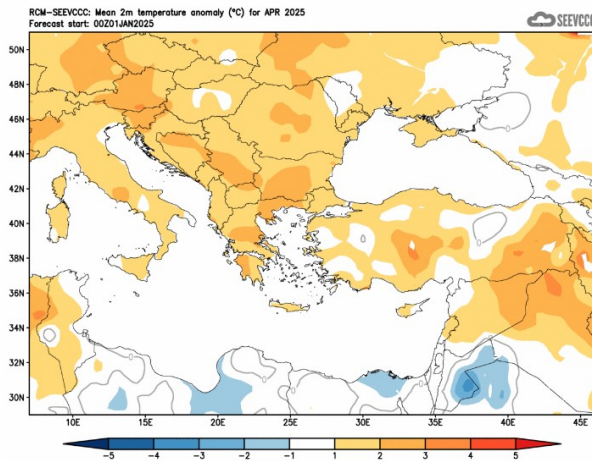 RCM-SEEVCCC: Mean 2m temperature anomaly (°C) for APR 2025
Forecast start: 00Z01JAN2025
SEEVCCC
50N
48N
46N
44N
42N
40N
38N
36N
34N
32N
30N
10E 15E 20E 25E 30E 35E 40E 45E
-5 -4 -3 -2 -1 1 2 3 4 5